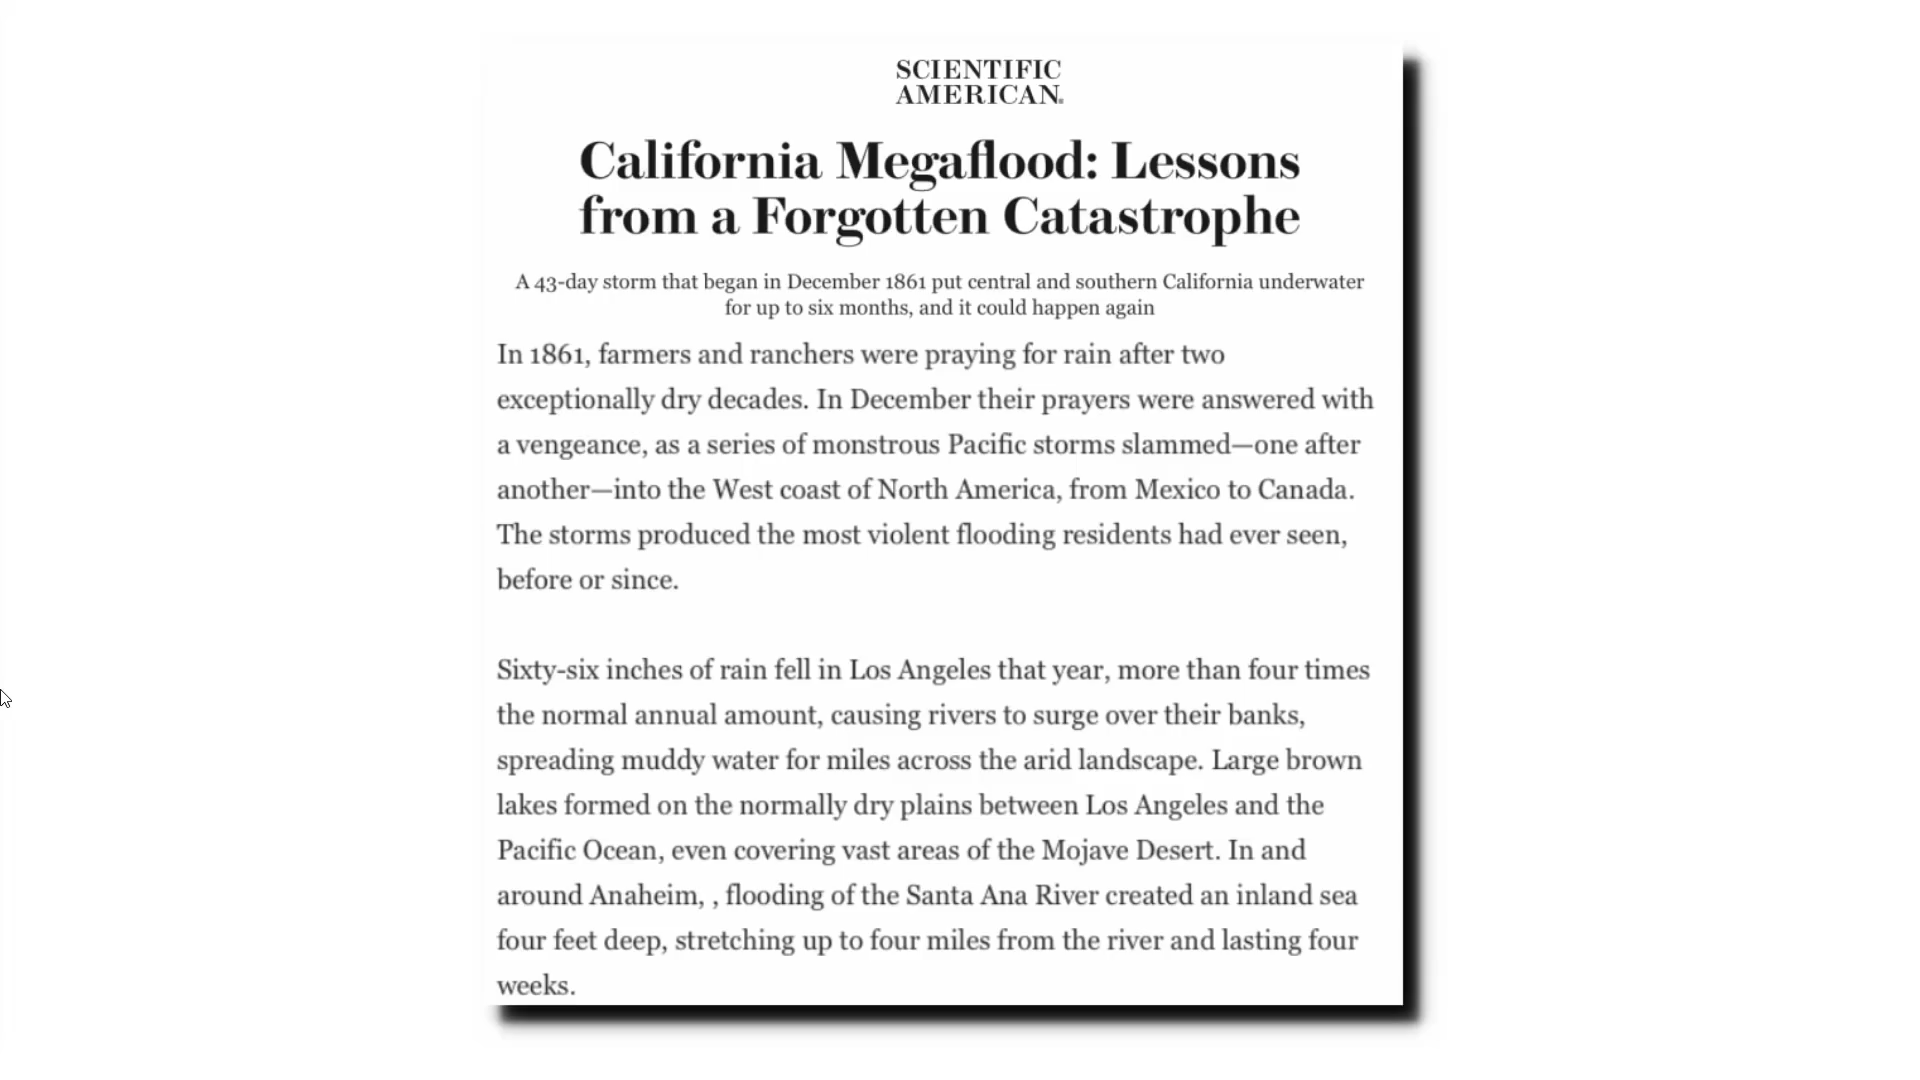 SCIENTIFIC
AMERICAN.
California Megaflood: Lessons
from a Forgotten Catastrophe
A 43-day storm that began in December 1861 put central and southern California underwater
for up to six months, and it could happen again
In 1861, farmers and ranchers were praying for rain after two
exceptionally dry decades. In December their prayers were answered with
a vengeance, as a series of monstrous Pacific storms slammed—one after
another—into the West coast of North America, from Mexico to Canada.
The storms produced the most violent flooding residents had ever seen,
before or since.
Sixty-six inches of rain fell in Los Angeles that year, more than four times
the normal annual amount, causing rivers to surge over their banks,
spreading muddy water for miles across the arid landscape. Large brown
lakes formed on the normally dry plains between Los Angeles and the
Pacific Ocean, even covering vast areas of the Mojave Desert. In and
around Anaheim, , flooding of the Santa Ana River created an inland sea
four feet deep, stretching up to four miles from the river and lasting four
weeks.